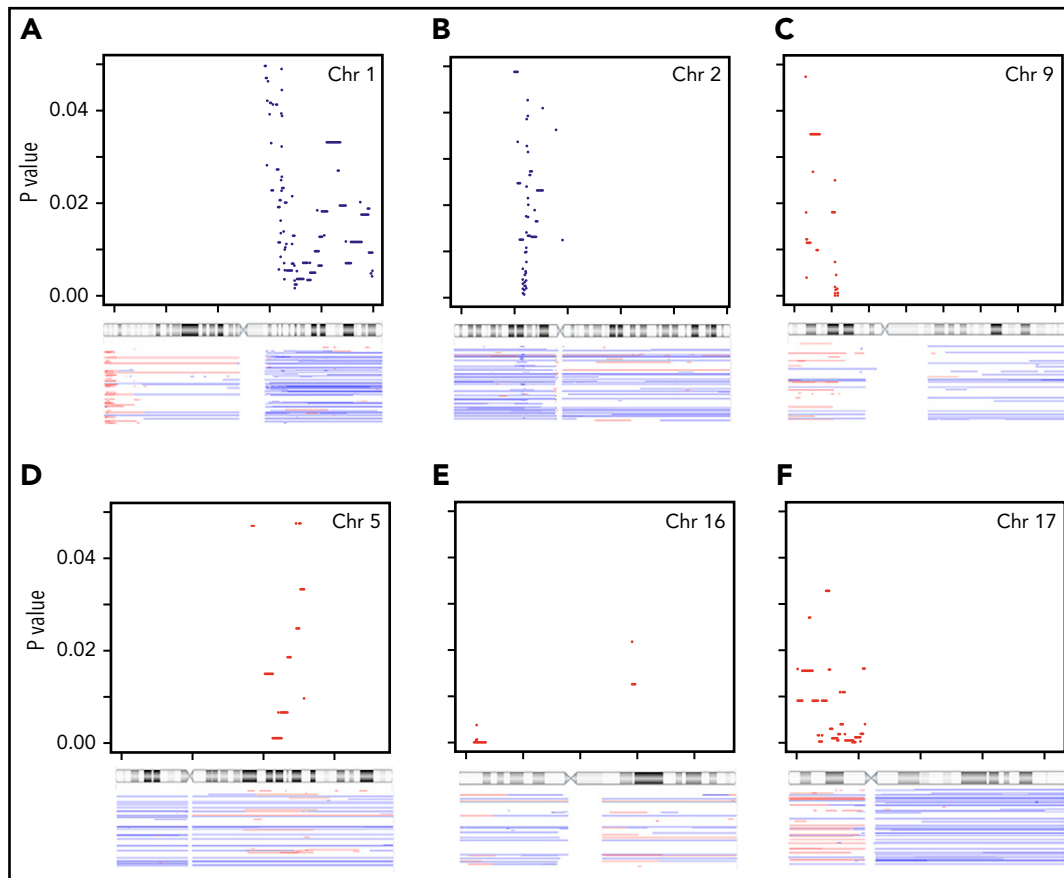 A
B
C
Chr 1
Chr 2
Chr 9
P value
0.04
0.02
0.00
D
E
F
Chr 5
Chr 16
Chr 17
P value
0.04
0.02
0.00